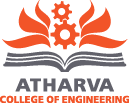 ATHARVA
COLLEGE OF ENGINEERING